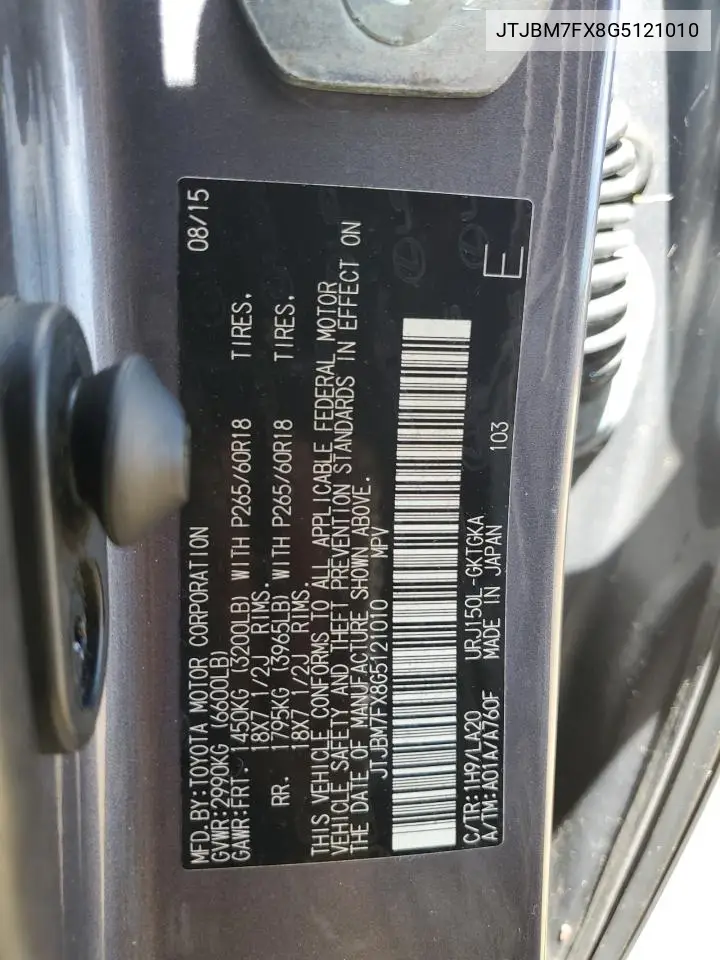 JTJBM7FX8G5121010
MFD.BY:TOYOTA MOTOR CORPORATION 08/15
GVWR:2990KG (6600LB)
GAWR:FRT. 1450KG (3200LB) WITH P265/60R18 TIRES,
18X7 1/2J RIMS.
RR. 1795KG (3965LB) WITH P265/60R18 TIRES,
18X7 1/2J RIMS.
THIS VEHICLE CONFORMS TO ALL APPLICABLE FEDERAL MOTOR
VEHICLE SAFETY AND THEFT PREVENTION STANDARDS IN EFFECT ON
THE DATE OF MANUFACTURE SHOWN ABOVE.
JTJBM7FX8G5121010 MPV
C/TR:1H9/LA20 URJ150L-GKTGKA 103 E
A/TM:A01A/A760F MADE IN JAPAN